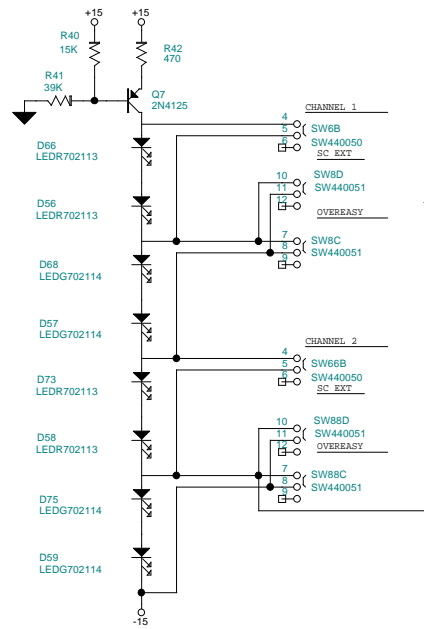 +15 +15
R40
15K
R42
470
R41
39K
Q7
2N4125
CHANNEL 1
4
5
6
SW6B
SW440050
SC EXT
D66
LEDR702113
10
11
12
SW8D
SW440051
D56
LEDR702113
OVEREASY
7
8
9
SW8C
SW440051
D68
LEDG702114
D57
LEDG702114
CHANNEL 2
4
5
6
SW66B
SW440050
SC EXT
D73
LEDR702113
D58
LEDR702113
10
11
12
SW88D
SW440051
OVEREASY
7
8
9
SW88C
SW440051
D75
LEDG702114
D59
LEDG702114
-15